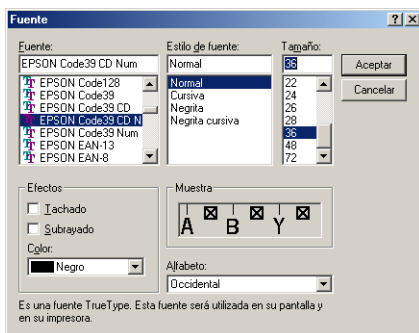 Fuente
Fuente:
EPSON Code39 CD Num
EPSON Code128
EPSON Code39
EPSON Code39 CD
EPSON Code39 CD N
EPSON Code39 Num
EPSON EAN-13
EPSON EAN-8
Estilo de fuente:
Normal
Normal
Cursiva
Negrita
Negrita cursiva
Tamaño:
36
22
24
26
28
36
48
72
Aceptar
Cancelar
Efectos
Tachado
Subrayado
Color:
Negro
Muestra
A B Y
Alfabeto:
Occidental
Es una fuente TrueType. Esta fuente será utilizada en su pantalla y
en su impresora.